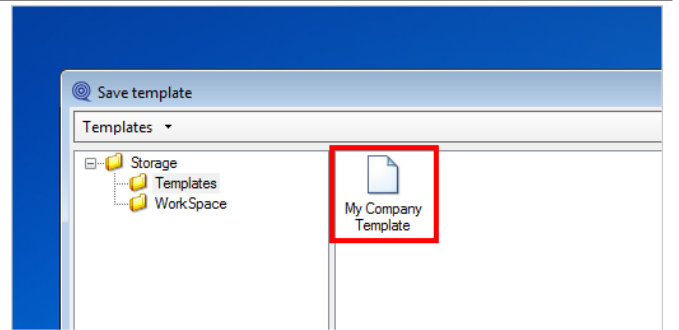 Save template
Templates
Storage
Templates
WorkSpace
My Company
Template